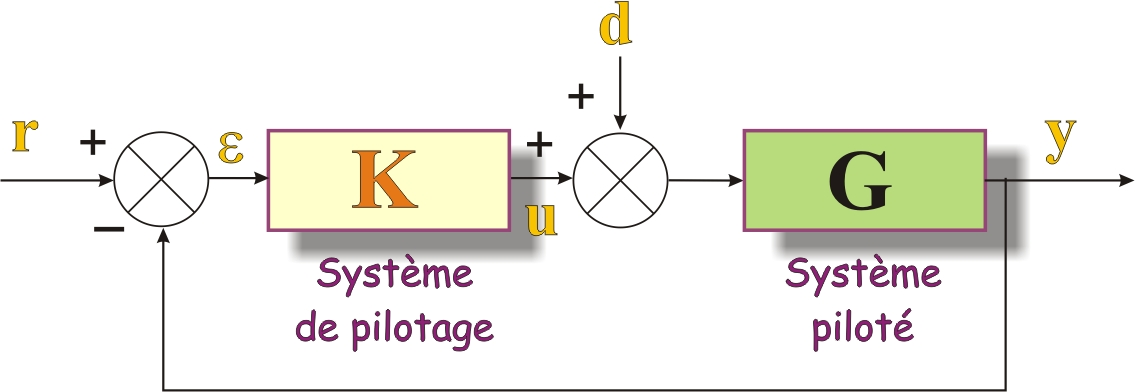 d
r
+
ε
K
+
+
G
y
−
u
Système
de pilotage
Système
piloté